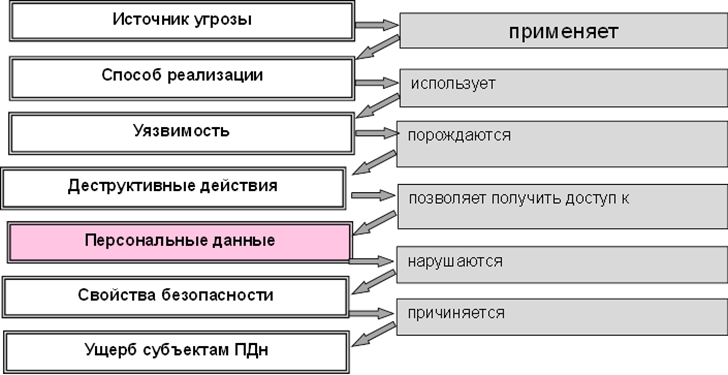 Источник угрозы
применяет
Способ реализации
использует
Уязвимость
порождаются
Деструктивные действия
позволяет получить доступ к
Персональные данные
нарушаются
Свойства безопасности
причиняется
Ущерб субъектам ПДн